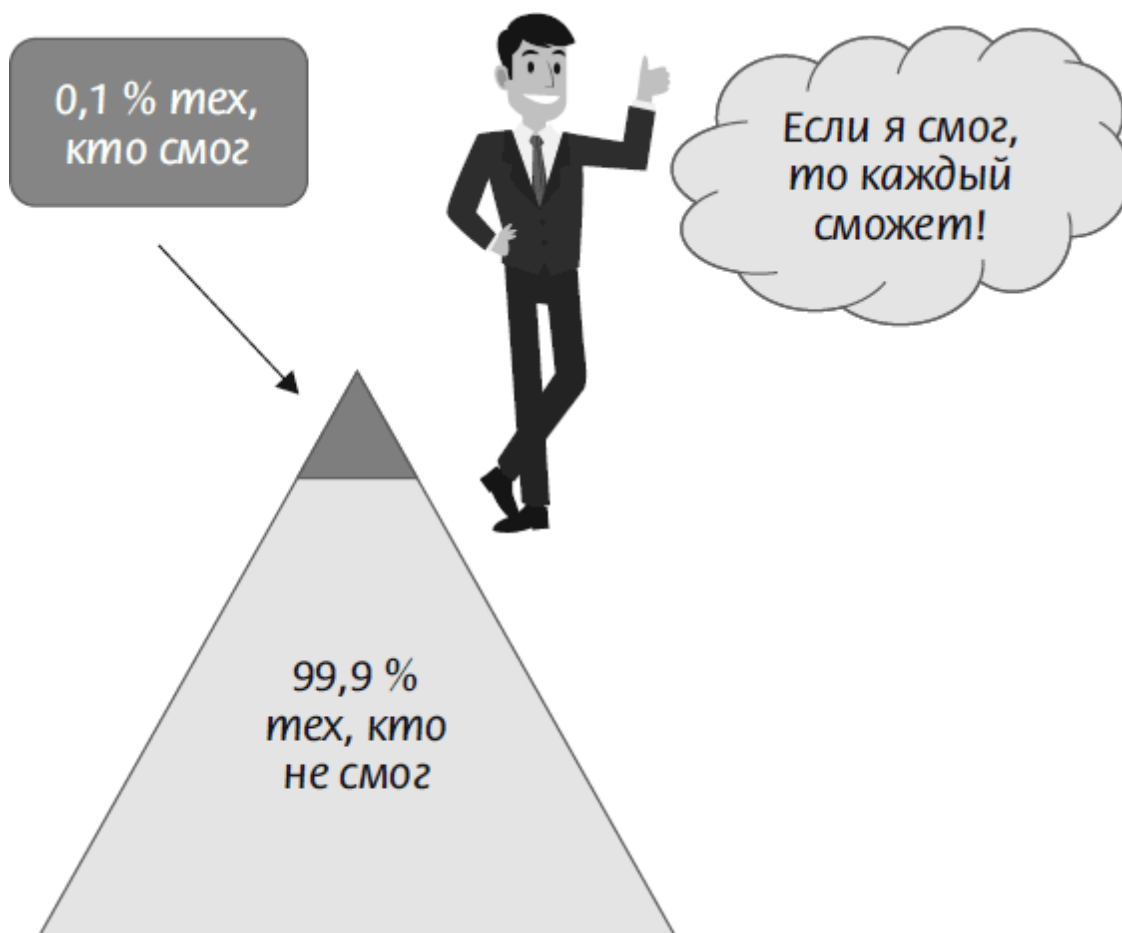 0,1 % тех,
кто смог
Если я смог,
то каждый
сможет!
99,9 %
тех, кто
не смог